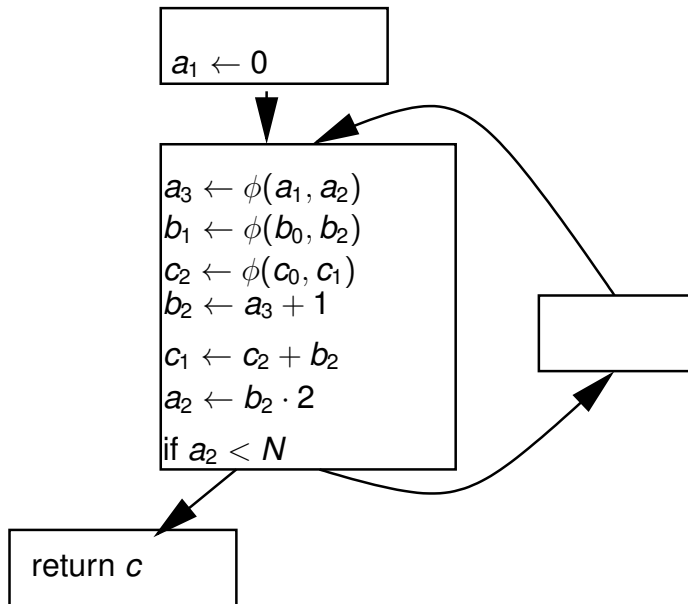 a₁ ← 0
a₃ ← ϕ(a₁, a₂)
b₁ ← ϕ(b₀, b₂)
c₂ ← ϕ(c₀, c₁)
b₂ ← a₃ + 1
c₁ ← c₂ + b₂
a₂ ← b₂ · 2
if a₂ < N
return c